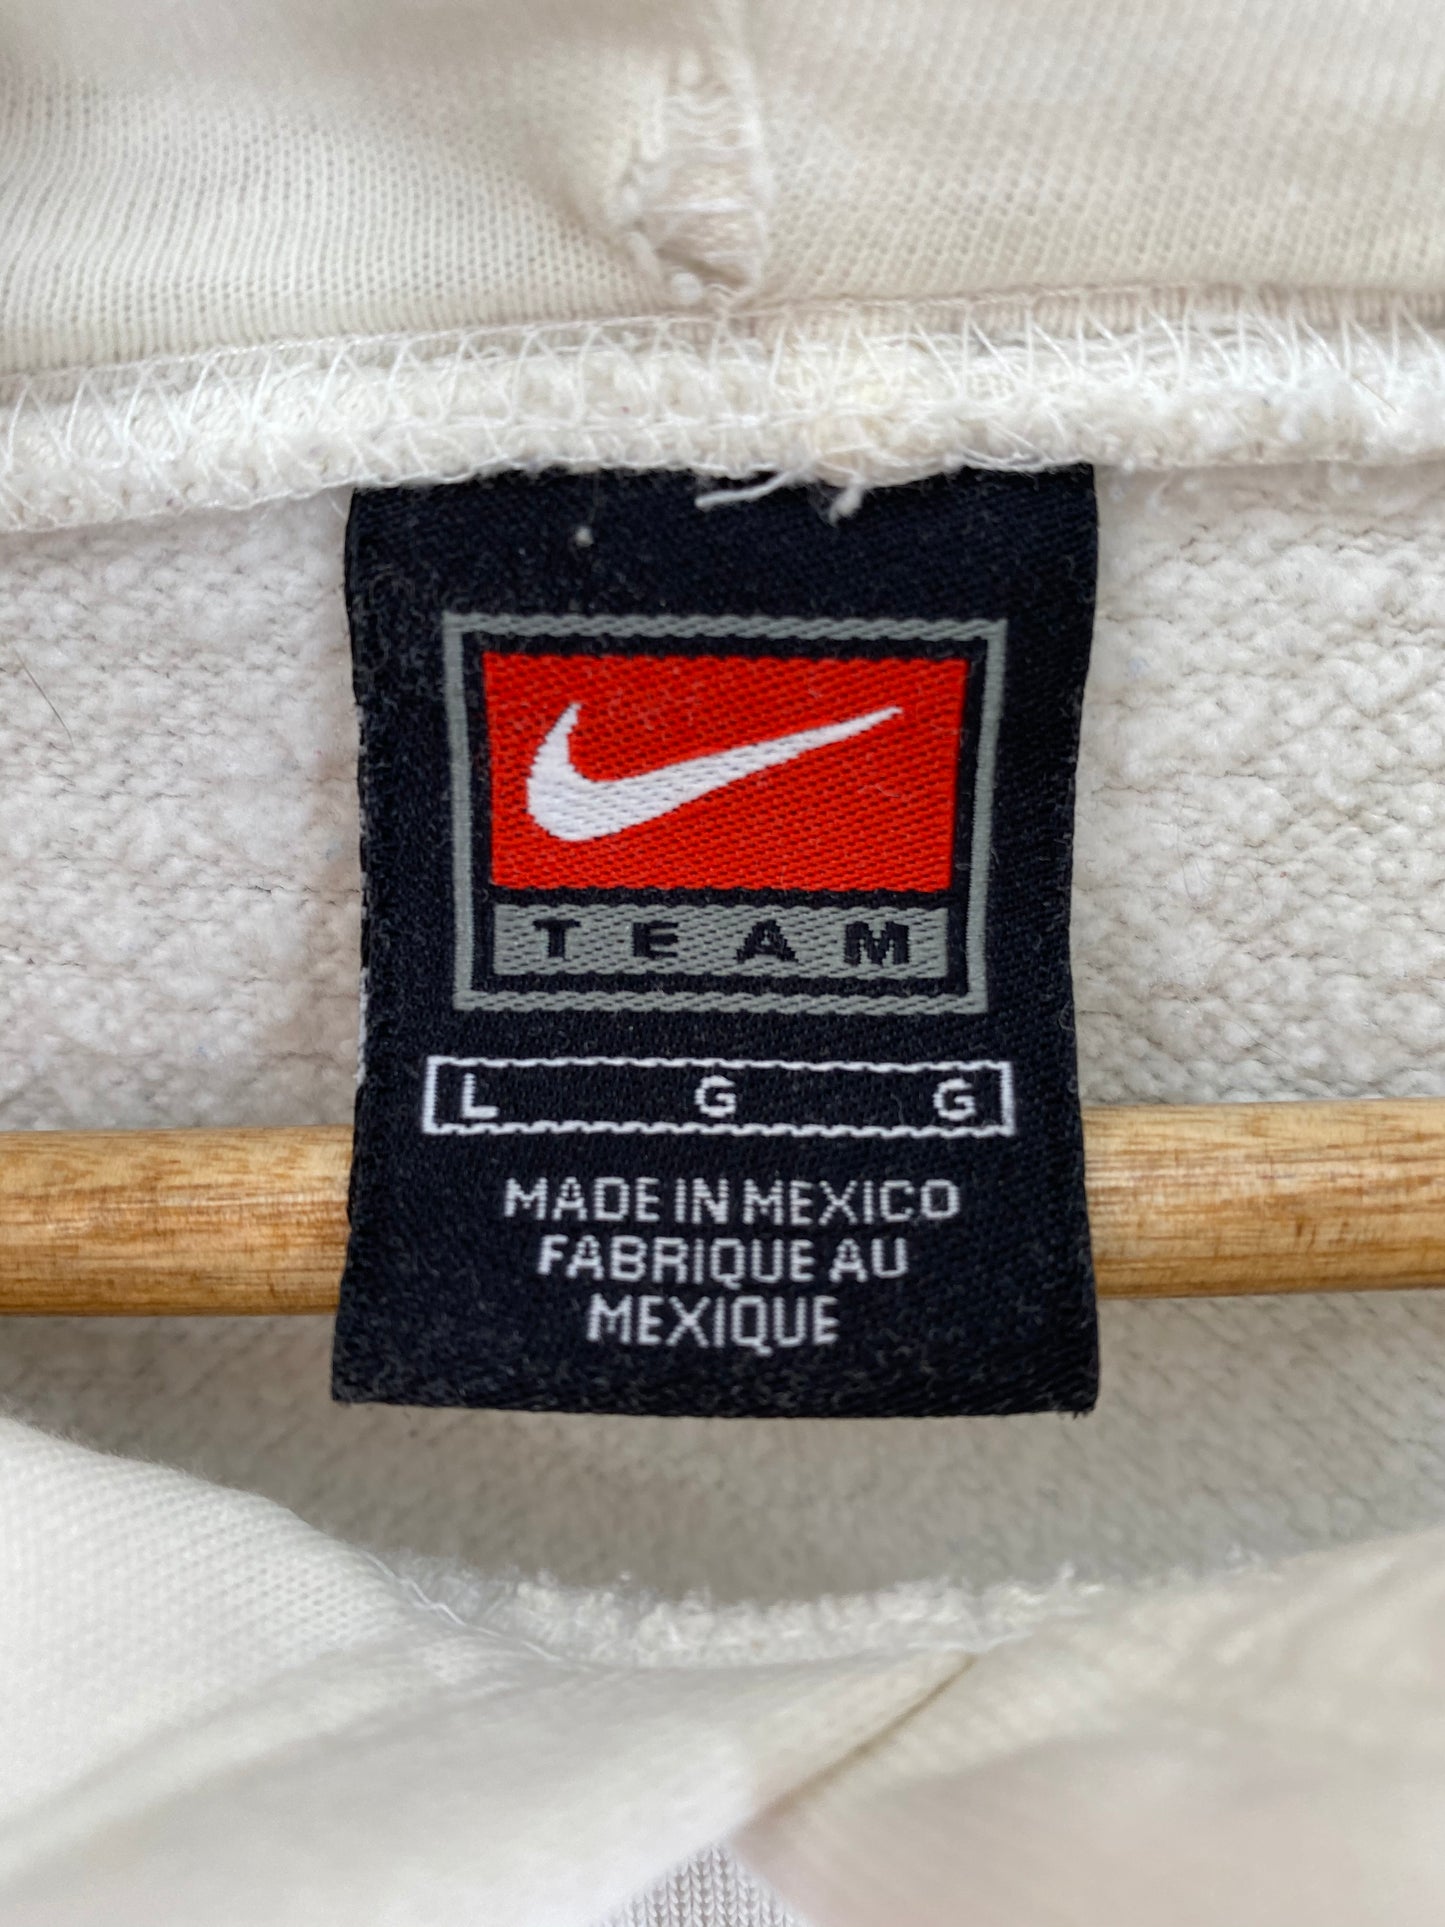 TEAM
L G G
MADE IN MEXICO
FABRIQUE AU
MEXIQUE